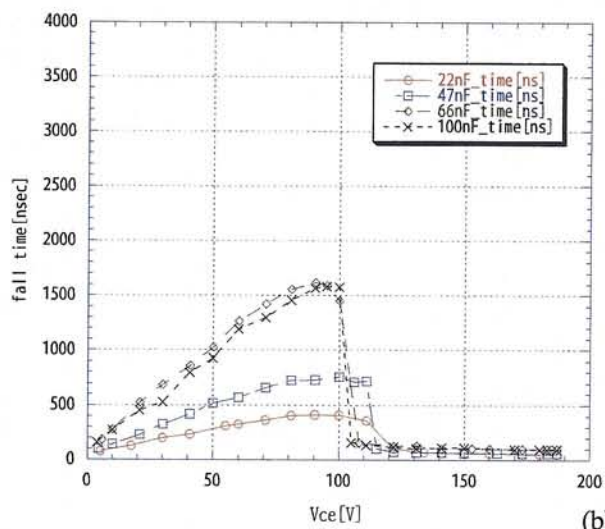 4000
3500
3000
2500
2000
1500
1000
500
0
fall time[nsec]
22nF_time[ns]
47nF_time[ns]
66nF_time[ns]
100nF_time[ns]
0 50 100 150 200
Vce[V]
(b